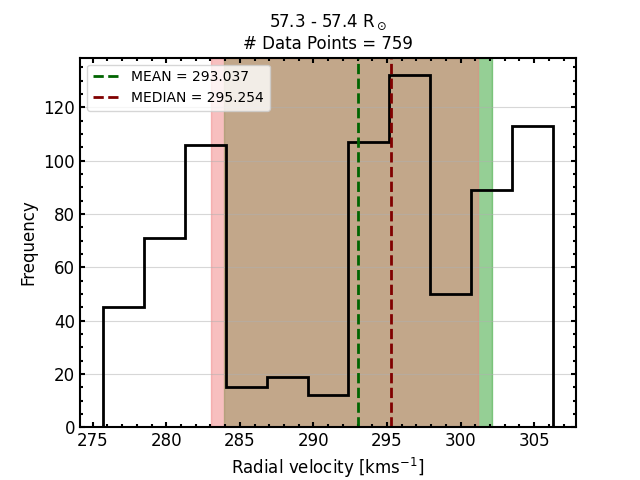 57.3 - 57.4 R⊙
# Data Points = 759
MEAN = 293.037
MEDIAN = 295.254
120
100
80
60
40
20
0
Frequency
275 280 285 290 295 300 305
Radial velocity [kms⁻¹]